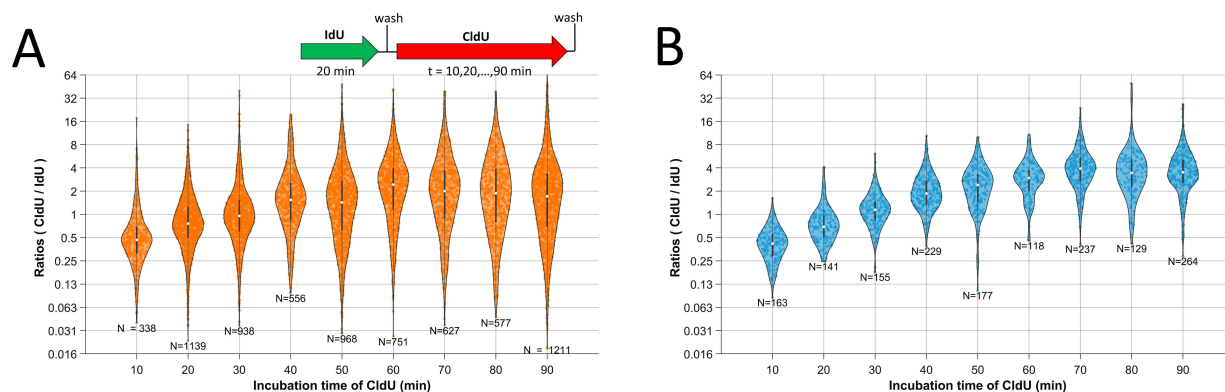 A
IdU
wash
CldU
wash
20 min
t = 10,20,...,90 min
Ratios ( CldU / IdU )
64
32
16
8
4
2
1
0.5
0.25
0.13
0.063
0.031
0.016
N = 338
N=1139
N=938
N=556
N=968
N=751
N=627
N=577
N = 1211
10 20 30 40 50 60 70 80 90
Incubation time of CldU (min)
B
Ratios ( CldU / IdU )
64
32
16
8
4
2
1
0.5
0.25
0.13
0.063
0.031
0.016
N=163
N=141
N=155
N=229
N=177
N=118
N=237
N=129
N=264
10 20 30 40 50 60 70 80 90
Incubation time of CldU (min)